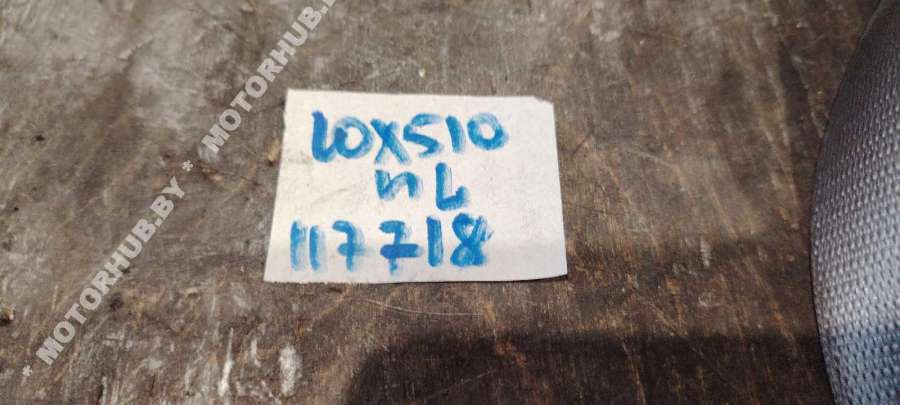 LOX510
nL
117718
* MOTORHUB.BY * MOTORHUB.B